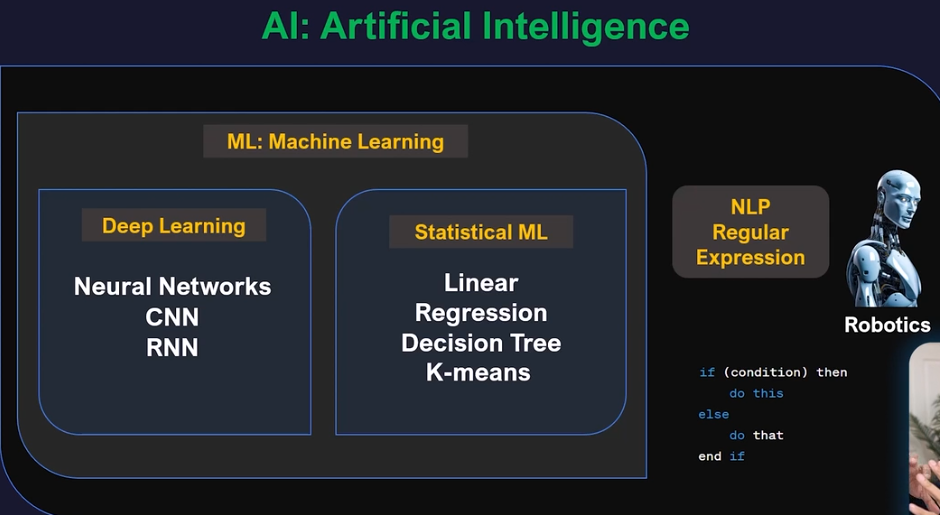 AI: Artificial Intelligence
ML: Machine Learning
Deep Learning
Neural Networks
CNN
RNN
Statistical ML
Linear
Regression
Decision Tree
K-means
NLP
Regular
Expression
Robotics
if (condition) then
do this
else
do that
end if